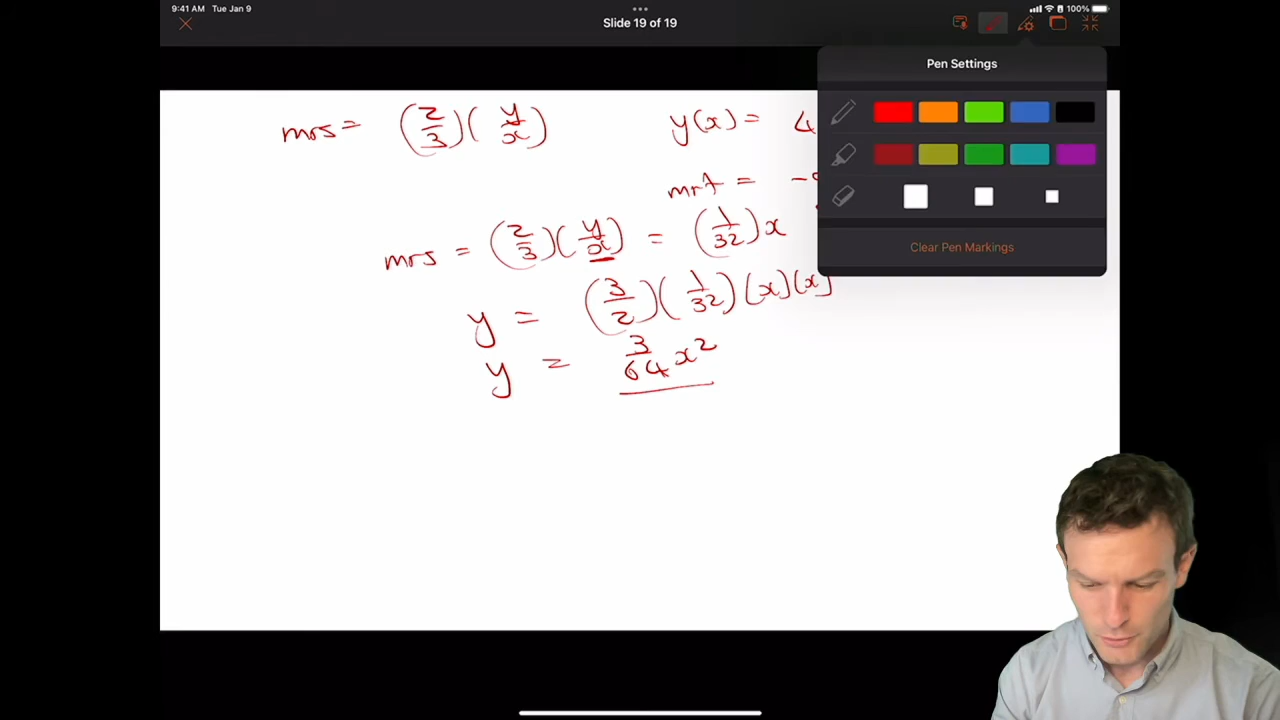 9:41 AM Tue Jan 9
100%
Slide 19 of 19
Pen Settings
Clear Pen Markings
mrs = (2/3)(y/x)
y(x) = 4
mrt = -
mrs = (2/3)(y/x) = (1/32)x
y = (3/2)(1/32)(x)(x)
y = 3/64 x²